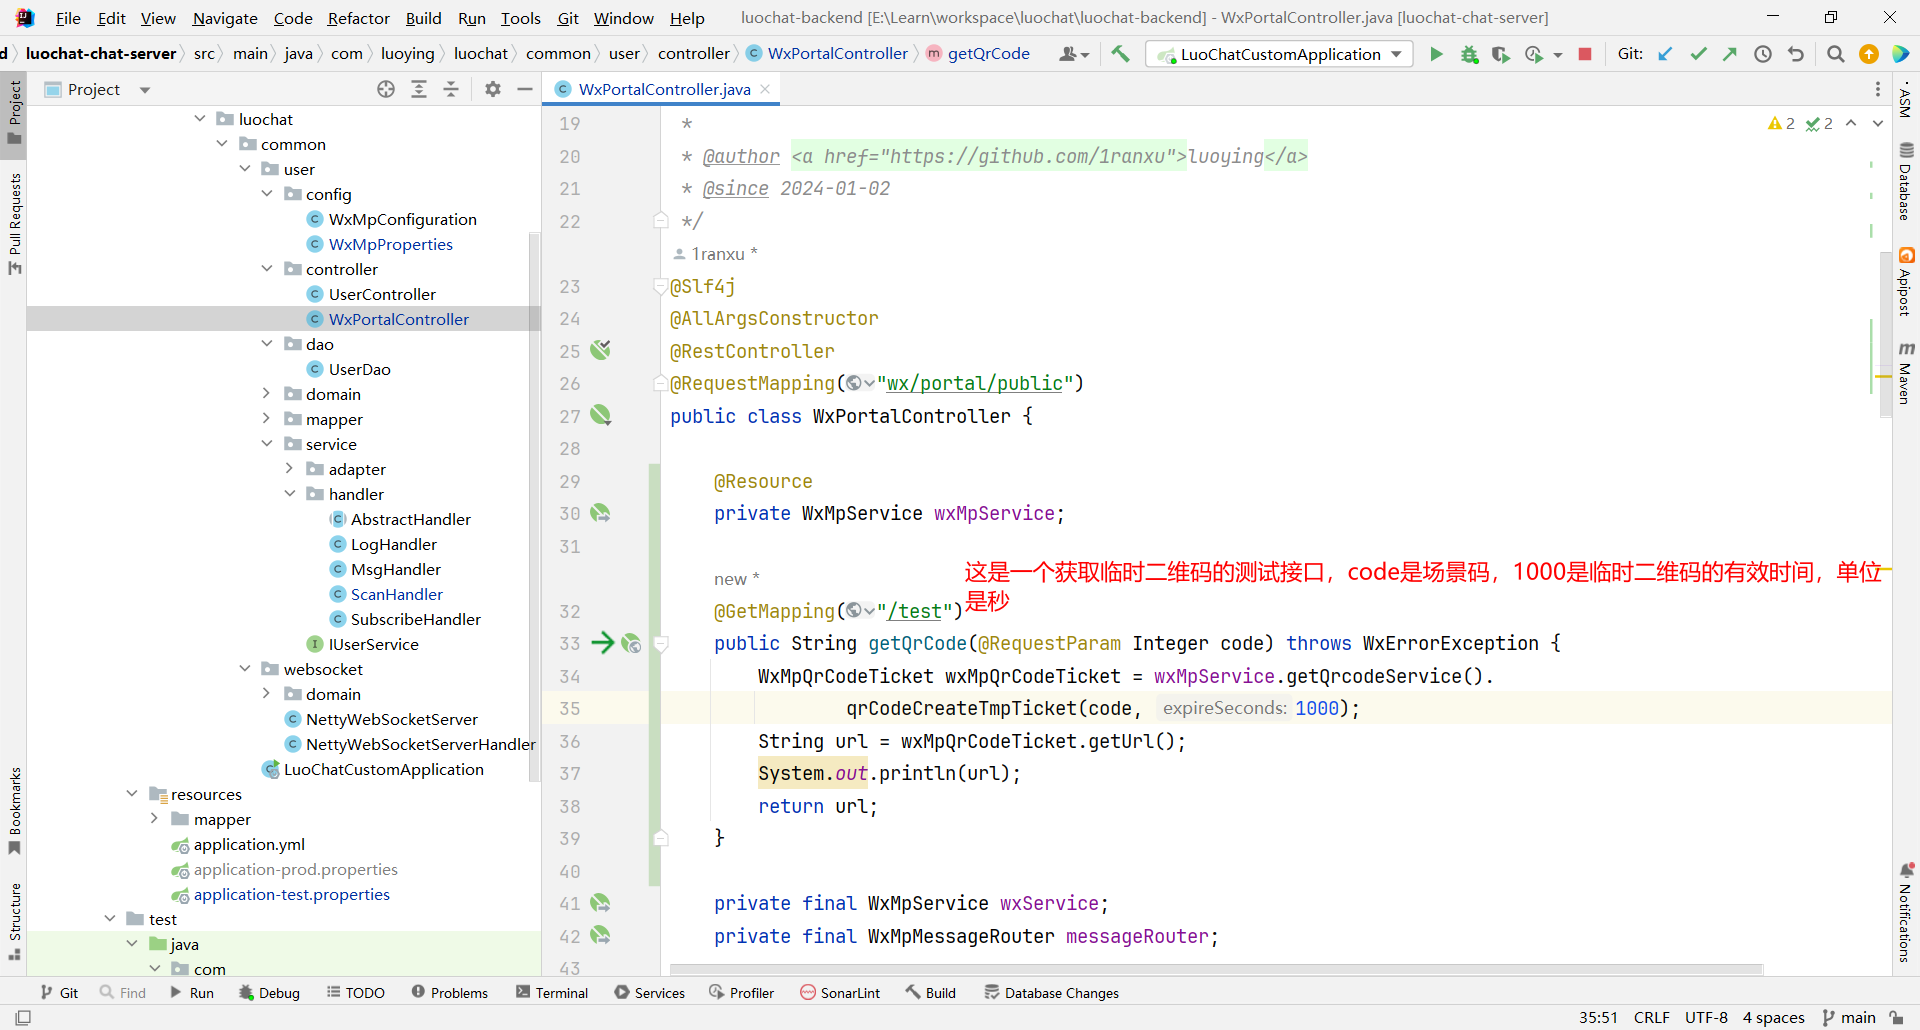 File Edit View Navigate Code Refactor Build Run Tools Git Window Help luochat-backend [E:\Learn\workspace\luochat\luochat-backend] - WxPortalController.java [luochat-chat-server]
d luochat-chat-server src main java com luoying luochat common user controller WxPortalController getQrCode LuoChatCustomApplication Git:
Project
WxPortalController.java
luochat
common
user
config
WxMpConfiguration
WxMpProperties
controller
UserController
WxPortalController
dao
UserDao
domain
mapper
service
adapter
handler
AbstractHandler
LogHandler
MsgHandler
ScanHandler
SubscribeHandler
IUserService
websocket
domain
NettyWebSocketServer
NettyWebSocketServerHandler
LuoChatCustomApplication
resources
mapper
application.yml
application-prod.properties
application-test.properties
test
java
com
Project
Pull Requests
Bookmarks
Structure
2 2
19 *
20 * @author <a href="https://github.com/1ranxu">luoying</a>
21 * @since 2024-01-02
22 */
1ranxu *
23 @Slf4j
24 @AllArgsConstructor
25 @RestController
26 @RequestMapping("wx/portal/public")
27 public class WxPortalController {
28
29 @Resource
30 private WxMpService wxMpService;
31
new *
这是一个获取临时二维码的测试接口，code是场景码，1000是临时二维码的有效时间，单位
是秒
32 @GetMapping("/test")
33 public String getQrCode(@RequestParam Integer code) throws WxErrorException {
34 WxMpQrCodeTicket wxMpQrCodeTicket = wxMpService.getQrcodeService().
35 qrCodeCreateTmpTicket(code, expireSeconds: 1000);
36 String url = wxMpQrCodeTicket.getUrl();
37 System.out.println(url);
38 return url;
39 }
40
41 private final WxMpService wxService;
42 private final WxMpMessageRouter messageRouter;
43
ASM
Database
Apipost
Maven
Notifications
Git Find Run Debug TODO Problems Terminal Services Profiler SonarLint Build Database Changes
35:51 CRLF UTF-8 4 spaces main